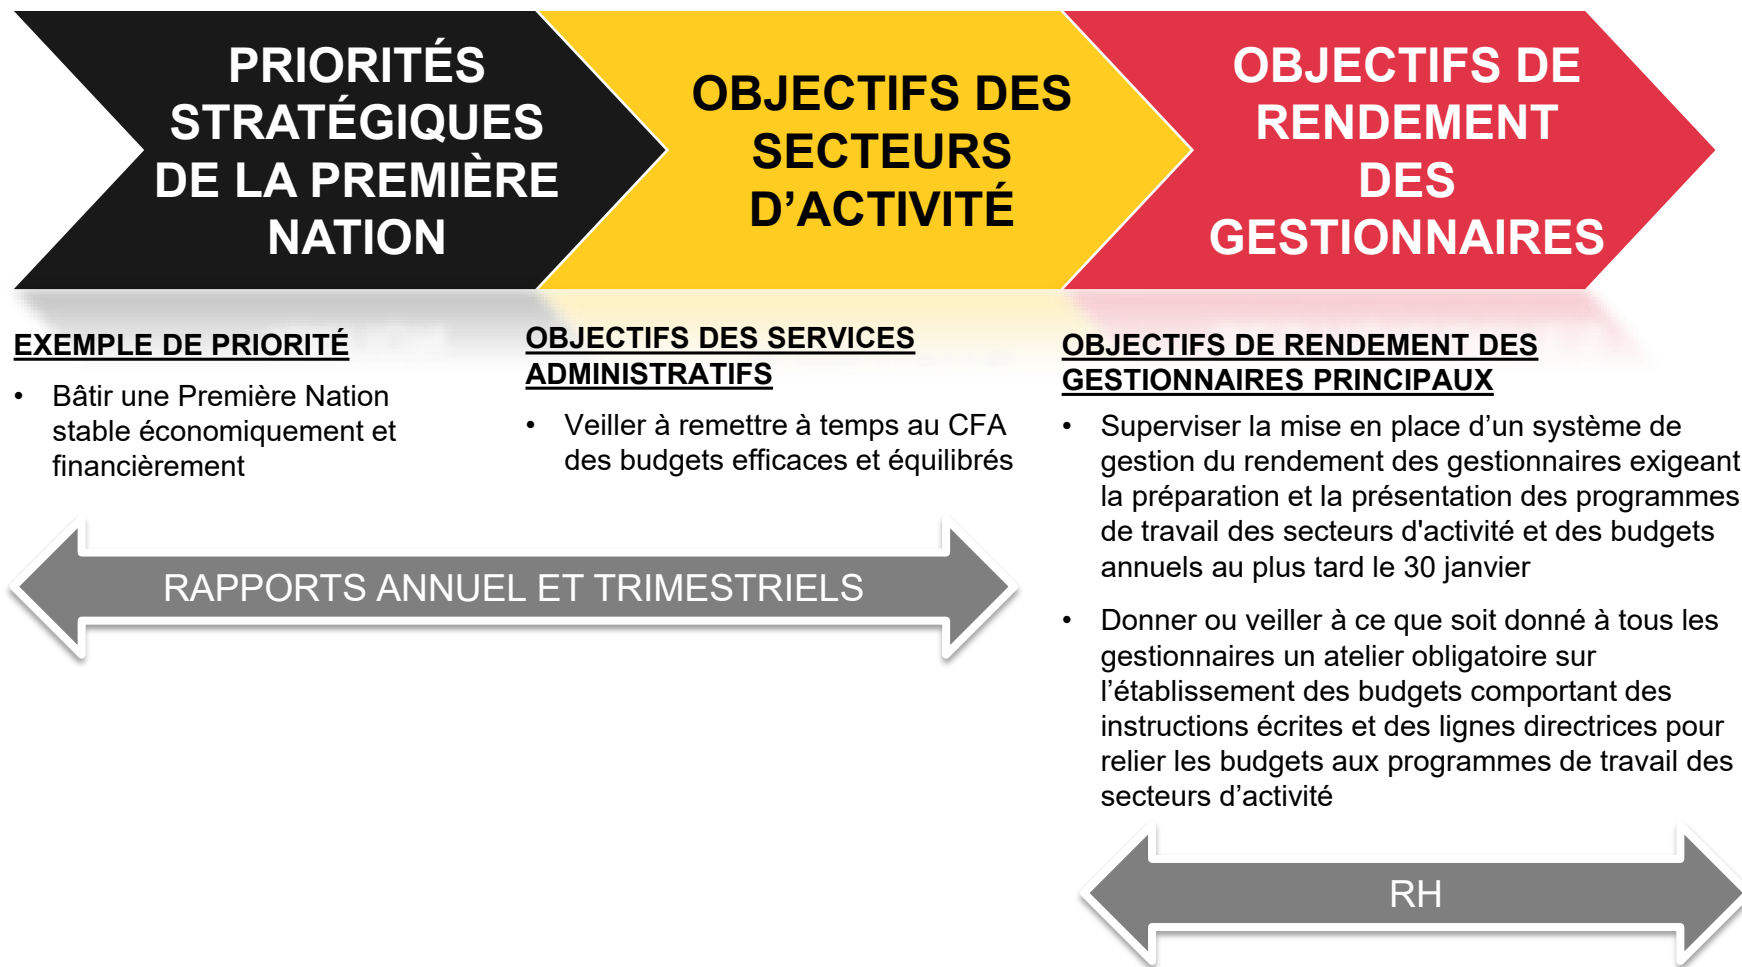 PRIORITÉS
STRATÉGIQUES
DE LA PREMIÈRE
NATION
OBJECTIFS DES
SECTEURS
D’ACTIVITÉ
OBJECTIFS DE
RENDEMENT
DES
GESTIONNAIRES
EXEMPLE DE PRIORITÉ
• Bâtir une Première Nation
stable économiquement et
financièrement
OBJECTIFS DES SERVICES
ADMINISTRATIFS
• Veiller à remettre à temps au CFA
des budgets efficaces et équilibrés
RAPPORTS ANNUEL ET TRIMESTRIELS
OBJECTIFS DE RENDEMENT DES
GESTIONNAIRES PRINCIPAUX
• Superviser la mise en place d’un système de
gestion du rendement des gestionnaires exigeant
la préparation et la présentation des programmes
de travail des secteurs d'activité et des budgets
annuels au plus tard le 30 janvier
• Donner ou veiller à ce que soit donné à tous les
gestionnaires un atelier obligatoire sur
l’établissement des budgets comportant des
instructions écrites et des lignes directrices pour
relier les budgets aux programmes de travail des
secteurs d’activité
RH